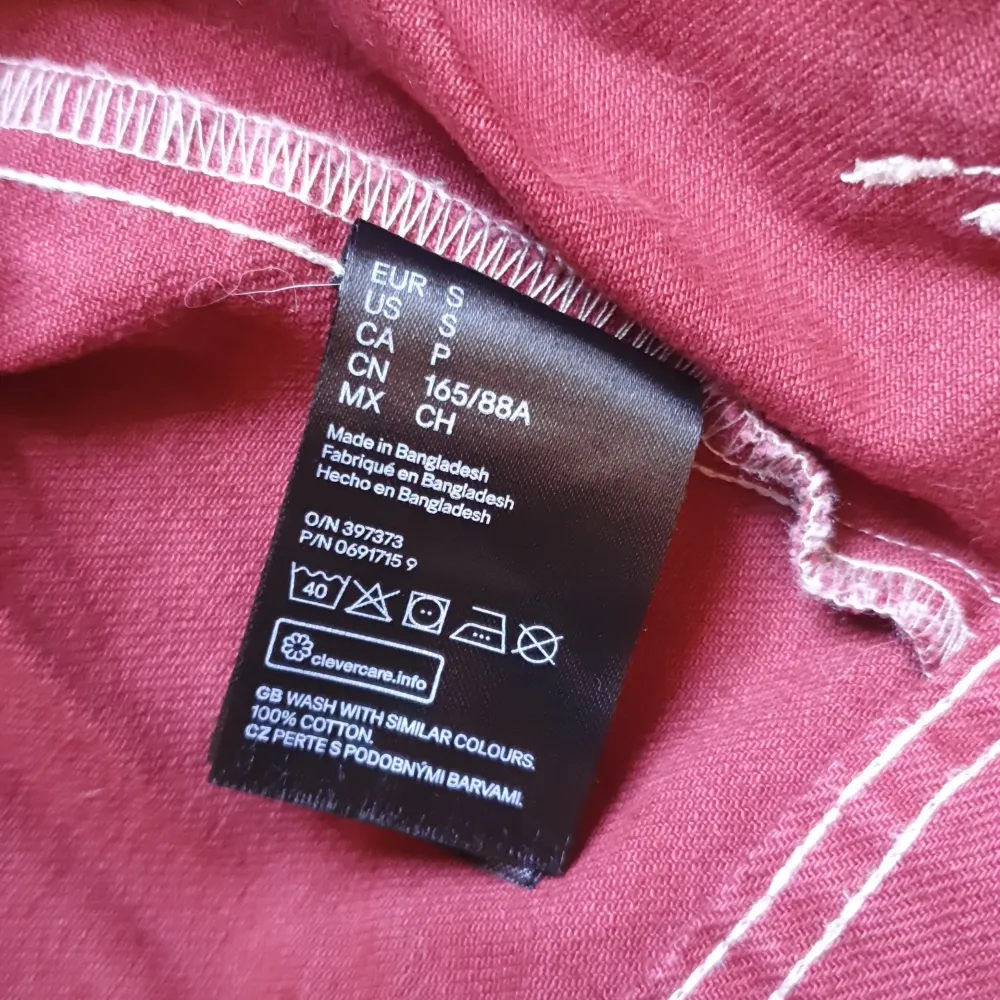 EUR S
US S
CA P
CN 165/88A
MX CH
Made in Bangladesh
Fabriqué en Bangladesh
Hecho en Bangladesh
O/N 397373
P/N 0691715 9
40
clevercare.info
GB WASH WITH SIMILAR COLOURS.
100% COTTON.
CZ PERTE S PODOBNÝMI BARVAMI.